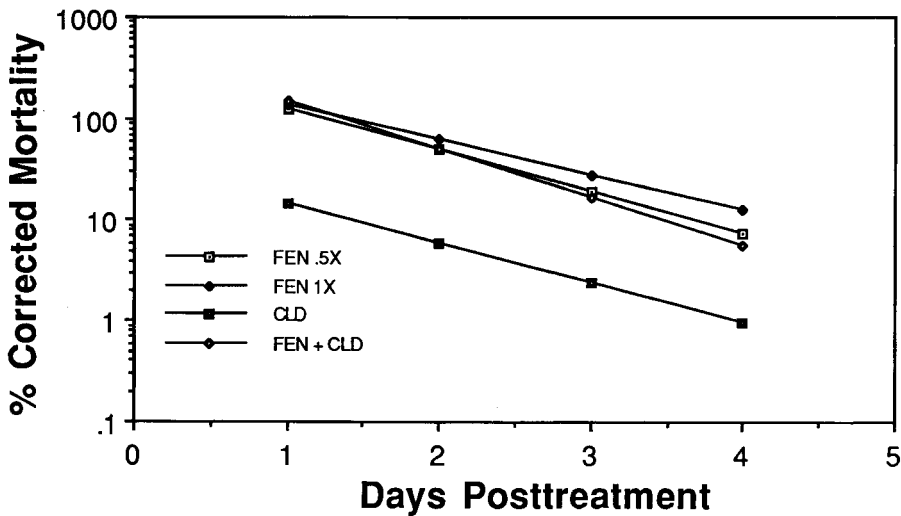 % Corrected Mortality
1000
100
10
1
.1
FEN .5X
FEN 1X
CLD
FEN + CLD
0 1 2 3 4 5
Days Posttreatment